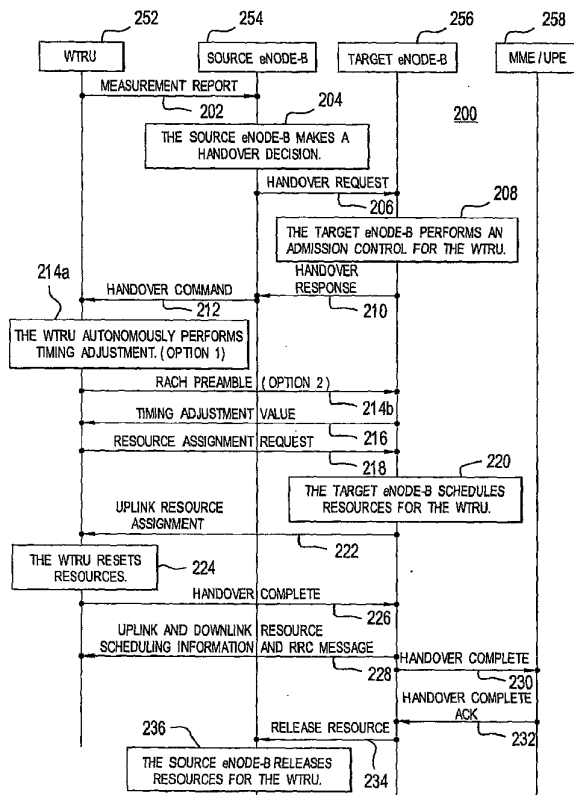 252
254
256
258
WTRU
SOURCE eNODE-B
TARGET eNODE-B
MME/UPE
MEASUREMENT REPORT
202
204
200
THE SOURCE eNODE-B MAKES A
HANDOVER DECISION.
HANDOVER REQUEST
206
208
THE TARGET eNODE-B PERFORMS AN
ADMISSION CONTROL FOR THE WTRU.
214a
HANDOVER COMMAND
212
HANDOVER
RESPONSE
210
THE WTRU AUTONOMOUSLY PERFORMS
TIMING ADJUSTMENT. (OPTION 1)
RACH PREAMBLE (OPTION 2)
214b
TIMING ADJUSTMENT VALUE
216
RESOURCE ASSIGNMENT REQUEST
218
220
THE TARGET eNODE-B SCHEDULES
RESOURCES FOR THE WTRU.
UPLINK RESOURCE
ASSIGNMENT
222
THE WTRU RESETS
RESOURCES.
224
HANDOVER COMPLETE
226
UPLINK AND DOWNLINK RESOURCE
SCHEDULING INFORMATION AND RRC MESSAGE
228
HANDOVER COMPLETE
230
HANDOVER COMPLETE
ACK
232
236
RELEASE RESOURCE
234
THE SOURCE eNODE-B RELEASES
RESOURCES FOR THE WTRU.